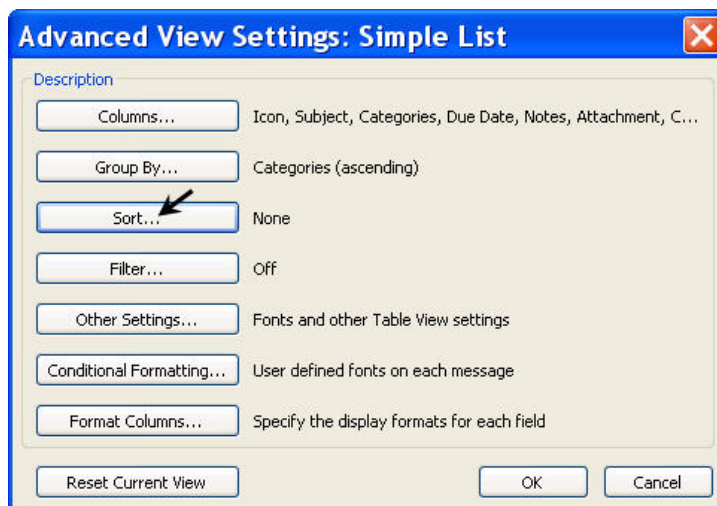 Advanced View Settings: Simple List
Description
Columns... Icon, Subject, Categories, Due Date, Notes, Attachment, C...
Group By... Categories (ascending)
Sort... None
Filter... Off
Other Settings... Fonts and other Table View settings
Conditional Formatting... User defined fonts on each message
Format Columns... Specify the display formats for each field
Reset Current View OK Cancel